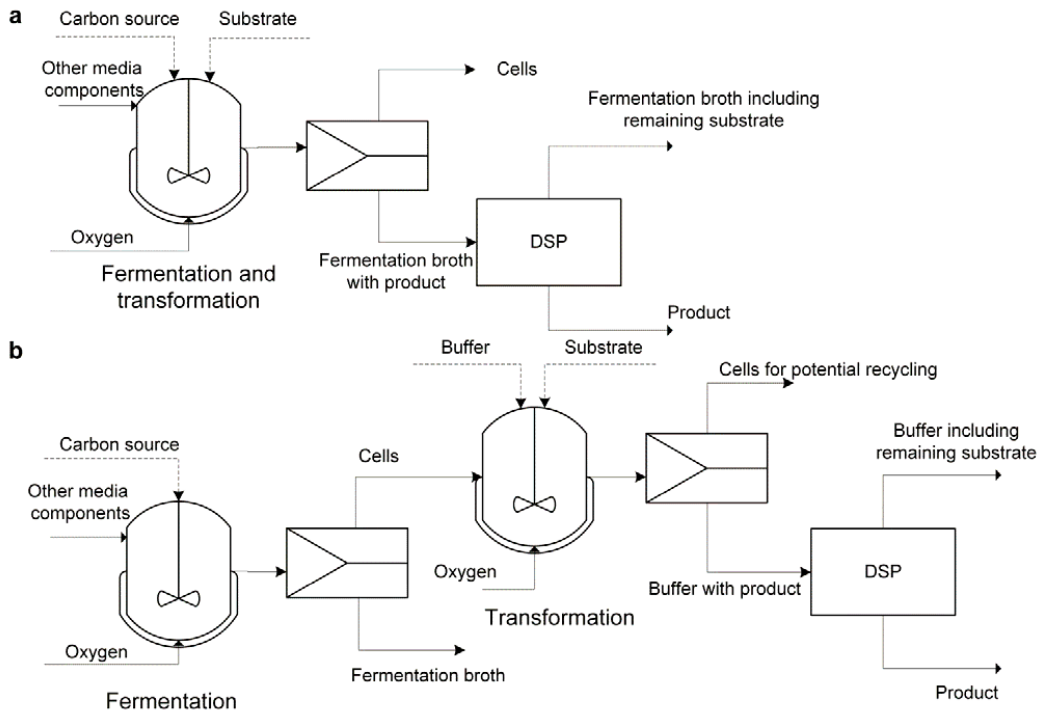 a
Carbon source
Substrate
Other media
components
Cells
Fermentation broth including
remaining substrate
Oxygen
Fermentation broth
with product
DSP
Fermentation and
transformation
Product
b
Buffer
Substrate
Cells for potential recycling
Carbon source
Cells
Buffer including
remaining substrate
Other media
components
Oxygen
Buffer with product
DSP
Transformation
Oxygen
Fermentation broth
Fermentation
Product